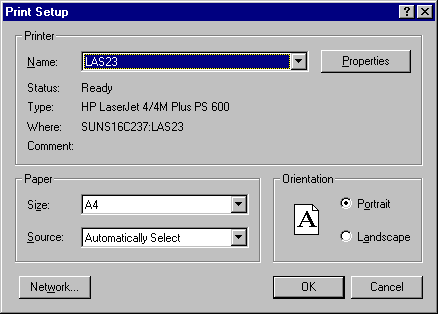 Print Setup
Printer
Name: LAS23 Properties
Status: Ready
Type: HP LaserJet 4/4M Plus PS 600
Where: SUNS16C237:LAS23
Comment:
Paper
Size: A4
Source: Automatically Select
Orientation
A
Portrait
Landscape
Network... OK Cancel